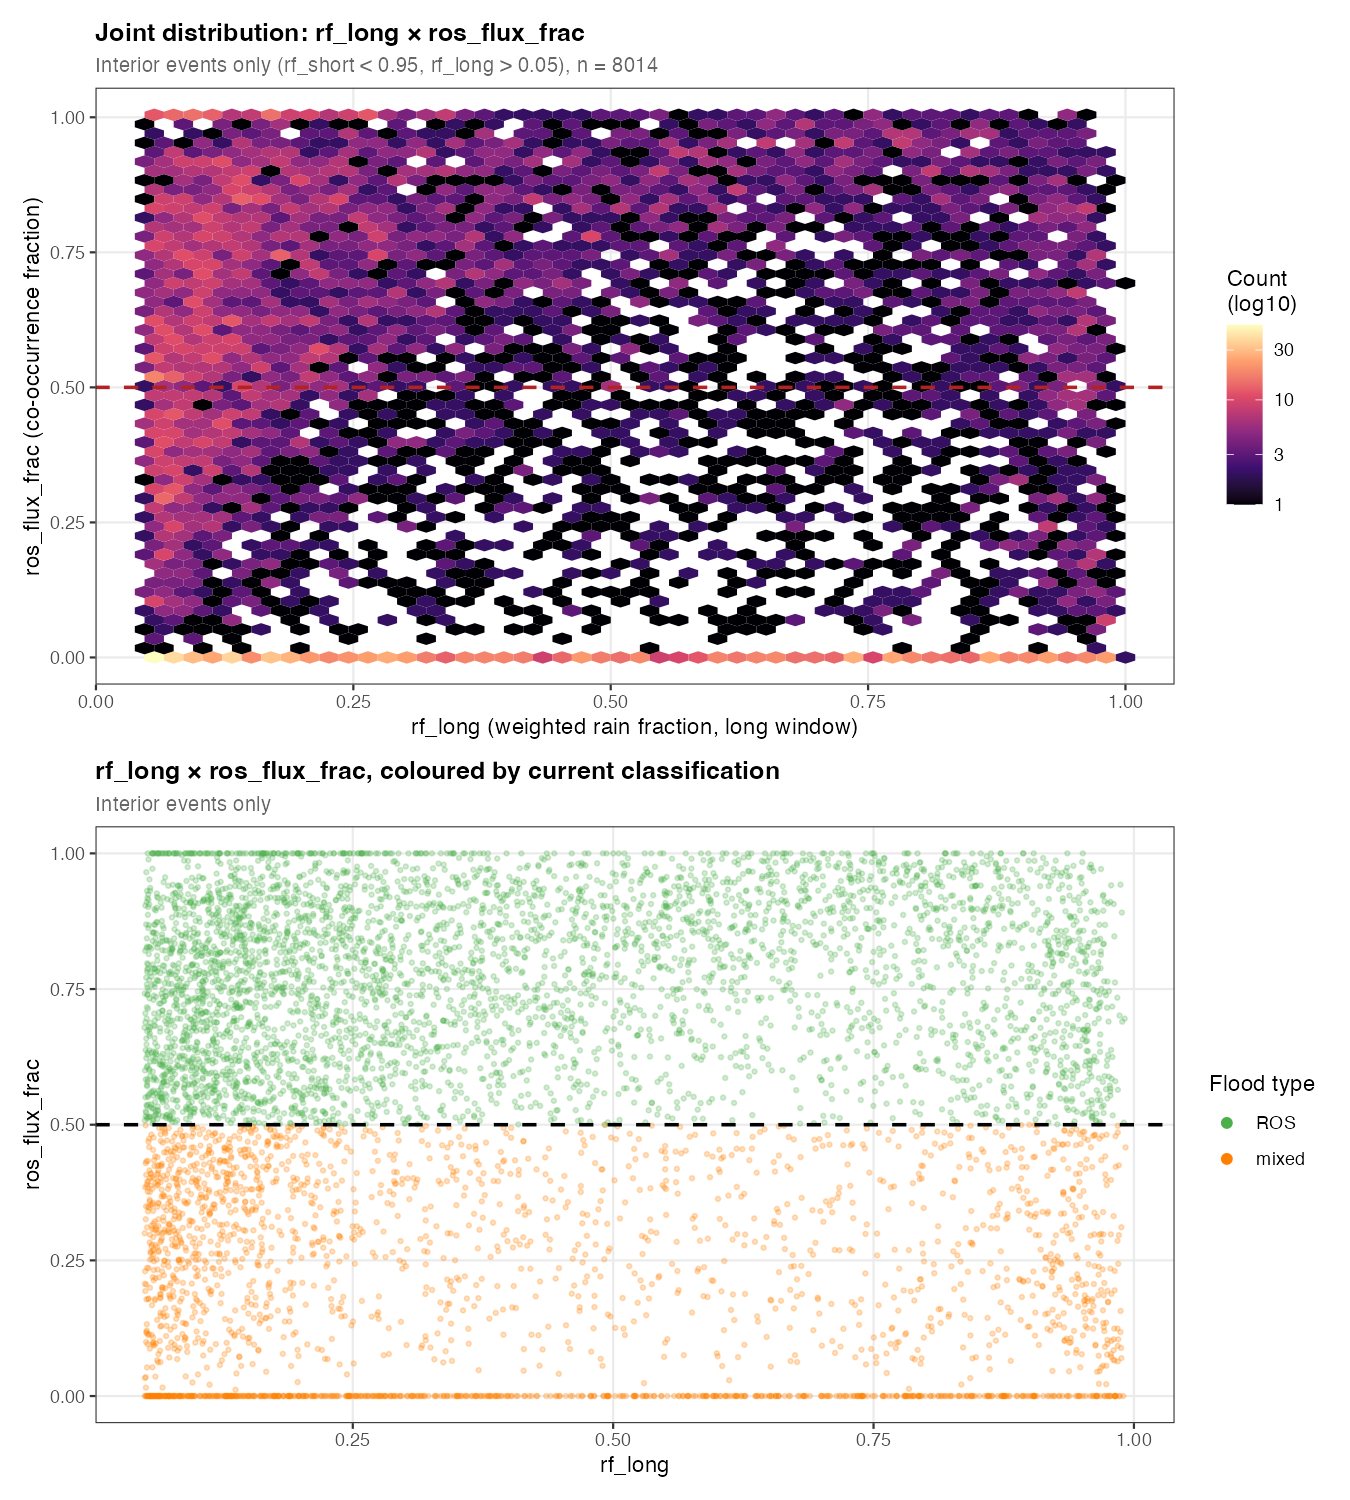 Joint distribution: rf_long × ros_flux_frac
Interior events only (rf_short < 0.95, rf_long > 0.05), n = 8014
ros_flux_frac (co-occurrence fraction)
1.00
0.75
0.50
0.25
0.00
0.00
0.25
0.50
0.75
1.00
rf_long (weighted rain fraction, long window)
Count
(log10)
30
10
3
1
rf_long × ros_flux_frac, coloured by current classification
Interior events only
ros_flux_frac
1.00
0.75
0.50
0.25
0.00
0.25
0.50
0.75
1.00
rf_long
Flood type
ROS
mixed